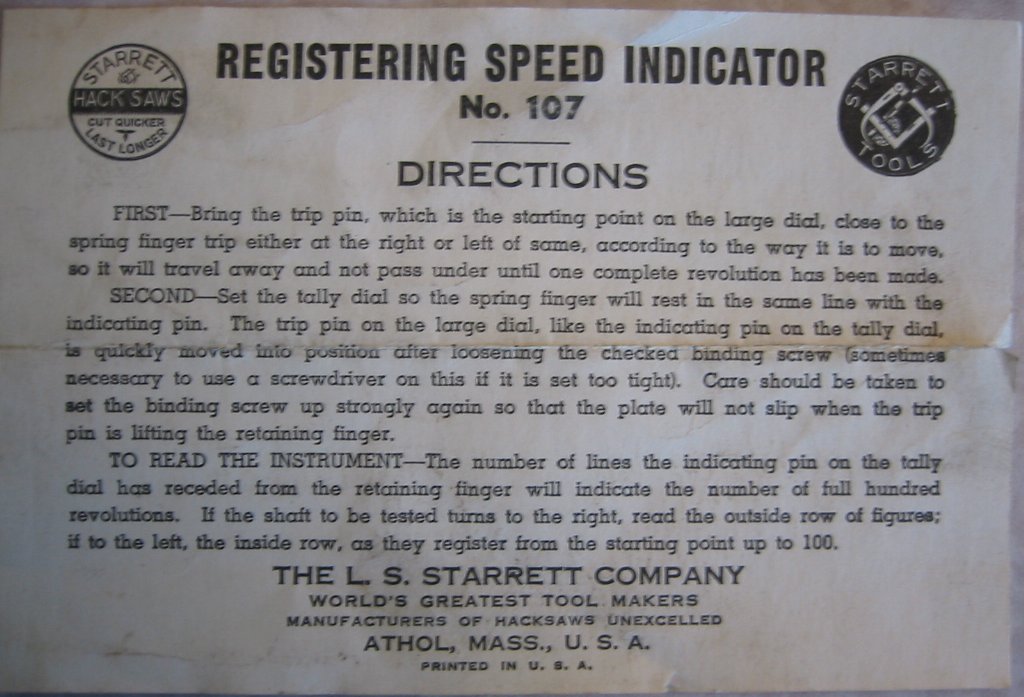 STARRETT
HACK SAWS
CUT QUICKER
LAST LONGER
REGISTERING SPEED INDICATOR
No. 107
STARRETT
TOOLS
DIRECTIONS
FIRST—Bring the trip pin, which is the starting point on the large dial, close to the
spring finger trip either at the right or left of same, according to the way it is to move,
so it will travel away and not pass under until one complete revolution has been made.
SECOND—Set the tally dial so the spring finger will rest in the same line with the
indicating pin. The trip pin on the large dial, like the indicating pin on the tally dial,
is quickly moved into position after loosening the checked binding screw (sometimes
necessary to use a screwdriver on this if it is set too tight). Care should be taken to
set the binding screw up strongly again so that the plate will not slip when the trip
pin is lifting the retaining finger.
TO READ THE INSTRUMENT—The number of lines the indicating pin on the tally
dial has receded from the retaining finger will indicate the number of full hundred
revolutions. If the shaft to be tested turns to the right, read the outside row of figures;
if to the left, the inside row, as they register from the starting point up to 100.
THE L. S. STARRETT COMPANY
WORLD'S GREATEST TOOL MAKERS
MANUFACTURERS OF HACKSAWS UNEXCELLED
ATHOL, MASS., U. S. A.
PRINTED IN U. S. A.